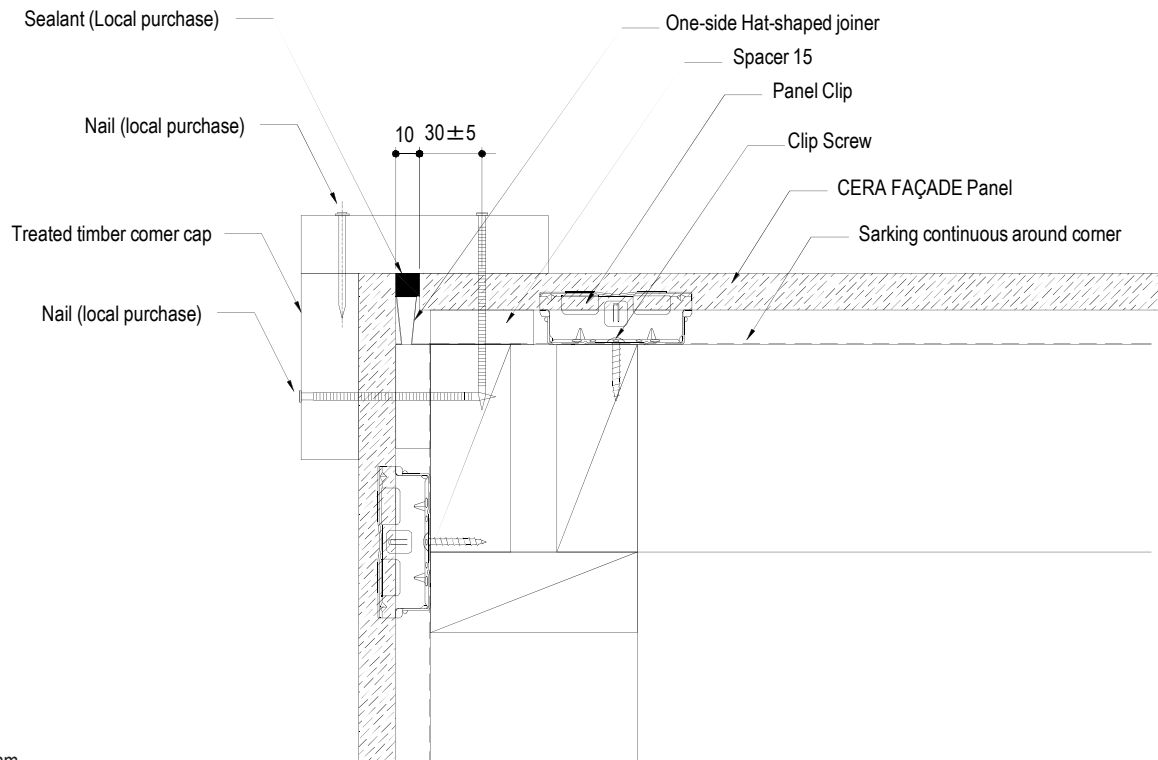 Sealant (Local purchase)
One-side Hat-shaped joiner
Spacer 15
Panel Clip
Nail (local purchase)
10 30±5
Clip Screw
CERA FAÇADE Panel
Treated timber corner cap
Sarking continuous around corner
Nail (local purchase)